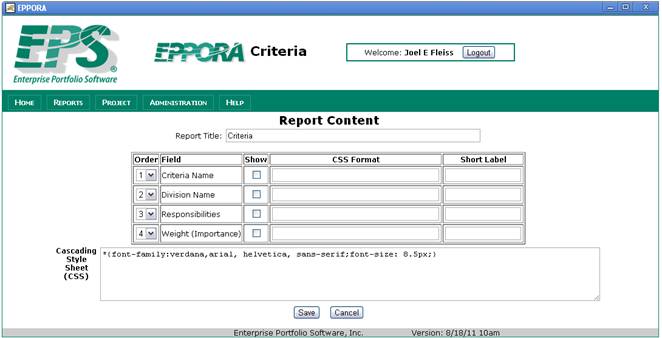 EPPORA
EPS®
Enterprise Portfolio Software
EPPORA Criteria
Welcome: Joel E Fleiss Logout
HOME REPORTS PROJECT ADMINISTRATION HELP
Report Content
Report Title: Criteria
Order Field Show CSS Format Short Label
1 Criteria Name
2 Division Name
3 Responsibilities
4 Weight (Importance)
Cascading
Style
Sheet
(CSS)
*{font-family:verdana,arial, helvetica, sans-serif;font-size: 8.5px;}
Save Cancel
Enterprise Portfolio Software, Inc. Version: 8/18/11 10am